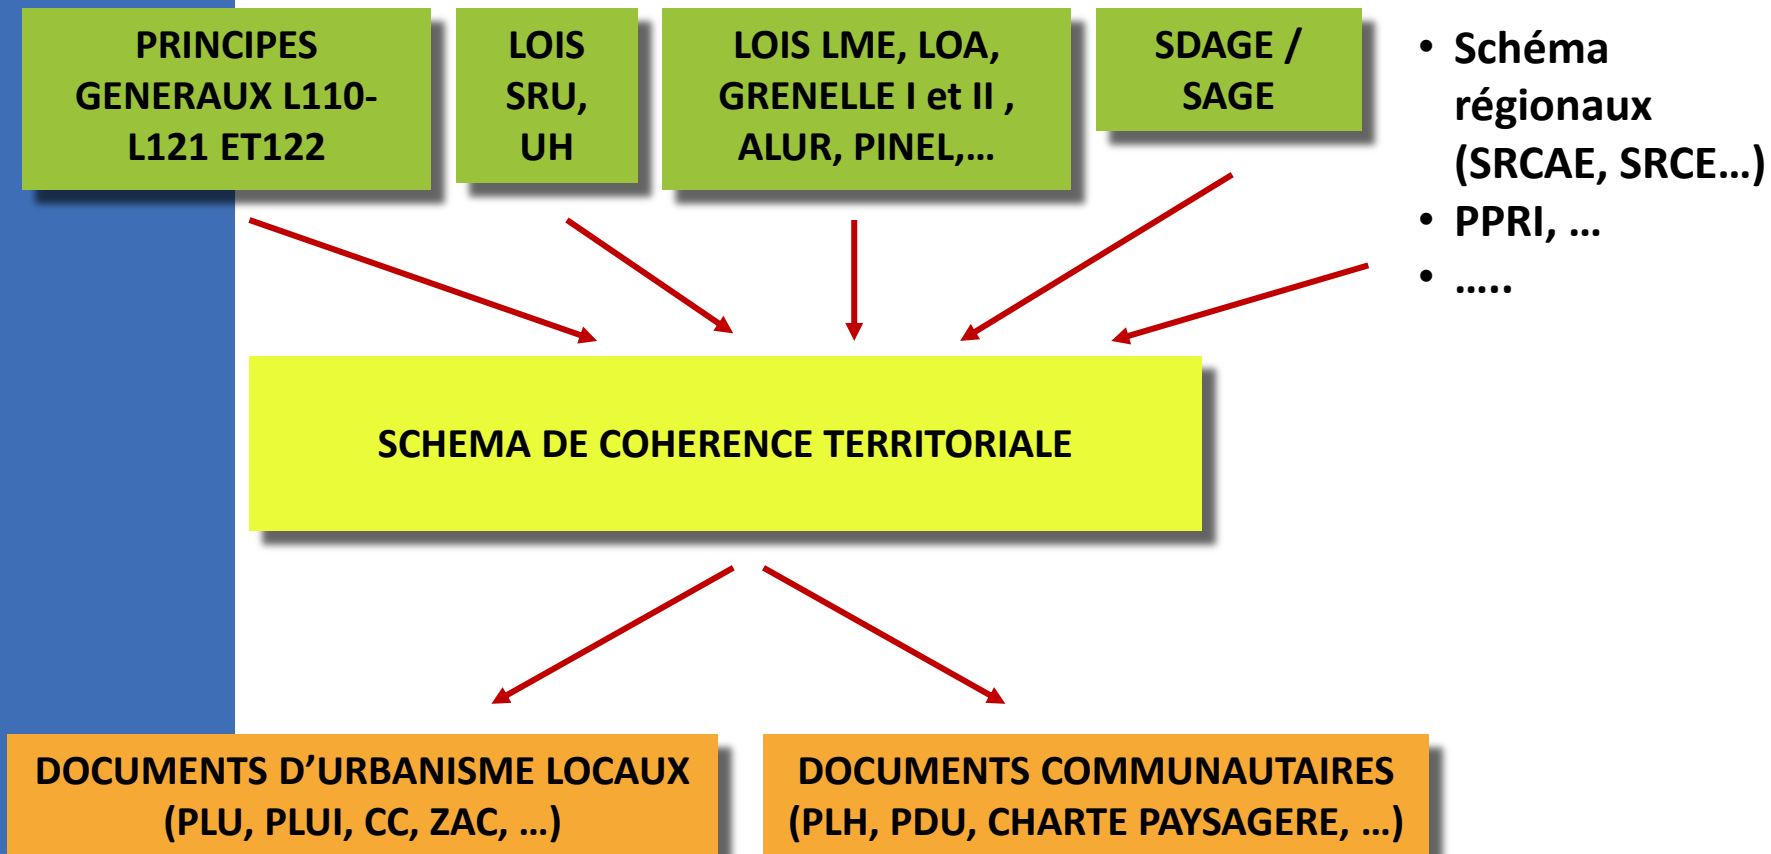 PRINCIPES
GENERAUX L110-
L121 ET122
LOIS
SRU,
UH
LOIS LME, LOA,
GRENELLE I et II ,
ALUR, PINEL,…
SDAGE /
SAGE
• Schéma
régionaux
(SRCAE, SRCE…)
• PPRI, …
• …..
SCHEMA DE COHERENCE TERRITORIALE
DOCUMENTS D’URBANISME LOCAUX
(PLU, PLUI, CC, ZAC, …)
DOCUMENTS COMMUNAUTAIRES
(PLH, PDU, CHARTE PAYSAGERE, …)